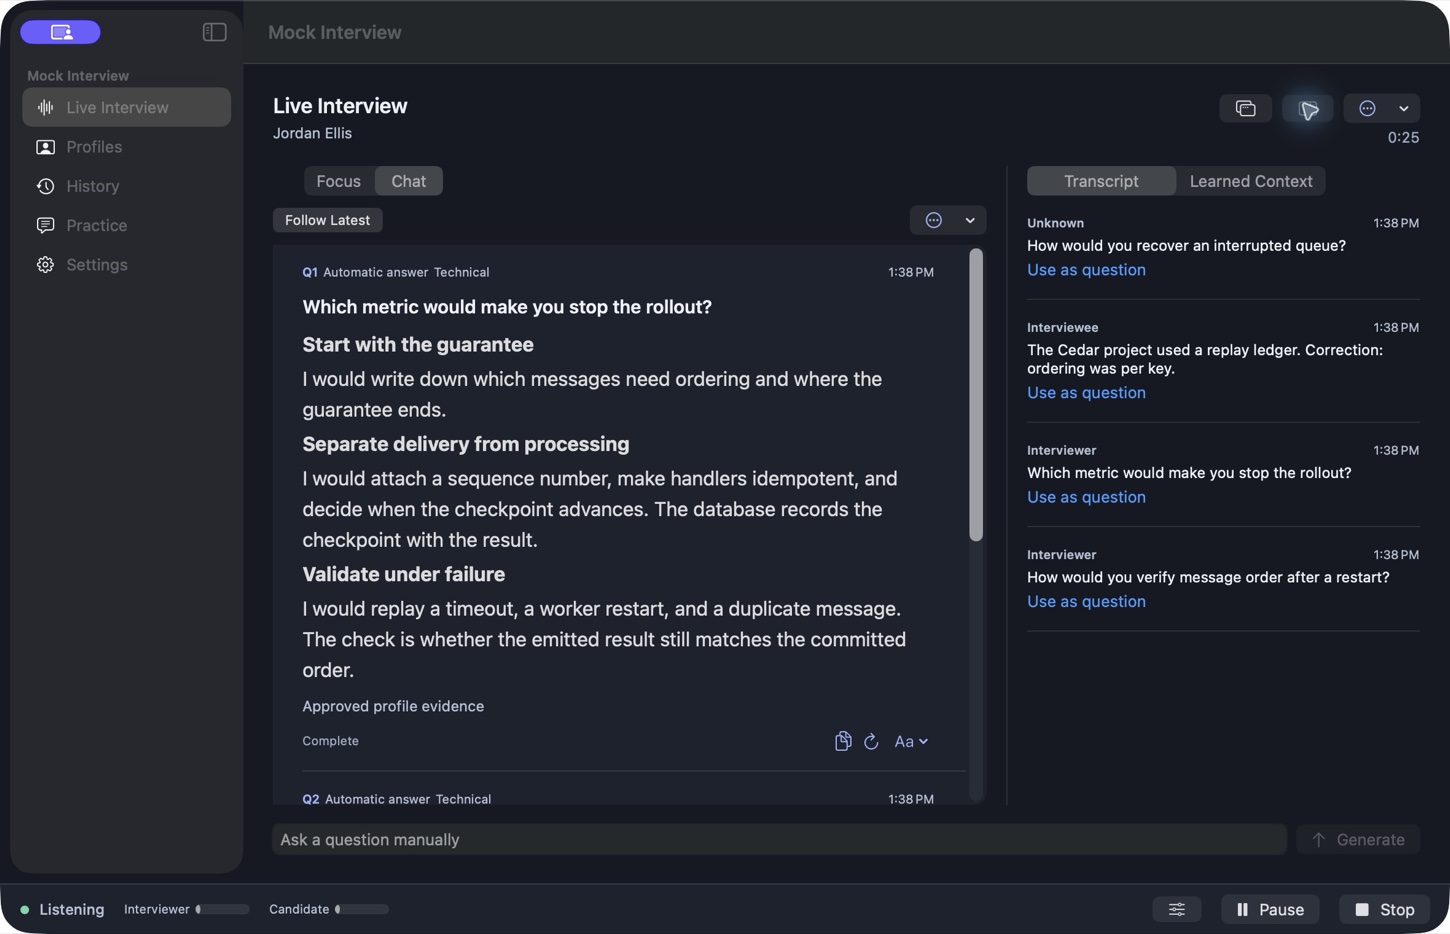 Mock Interview
Mock Interview
Live Interview
Profiles
History
Practice
Settings
Live Interview
Jordan Ellis
0:25
Focus
Chat
Follow Latest
Q1 Automatic answer Technical 1:38 PM
Which metric would make you stop the rollout?
Start with the guarantee
I would write down which messages need ordering and where the
guarantee ends.
Separate delivery from processing
I would attach a sequence number, make handlers idempotent, and
decide when the checkpoint advances. The database records the
checkpoint with the result.
Validate under failure
I would replay a timeout, a worker restart, and a duplicate message.
The check is whether the emitted result still matches the committed
order.
Approved profile evidence
Complete
Aa
Q2 Automatic answer Technical 1:38 PM
Transcript
Learned Context
Unknown 1:38 PM
How would you recover an interrupted queue?
Use as question
Interviewee 1:38 PM
The Cedar project used a replay ledger. Correction:
ordering was per key.
Use as question
Interviewer 1:38 PM
Which metric would make you stop the rollout?
Use as question
Interviewer 1:38 PM
How would you verify message order after a restart?
Use as question
Ask a question manually
Generate
Listening
Interviewer
Candidate
Pause
Stop